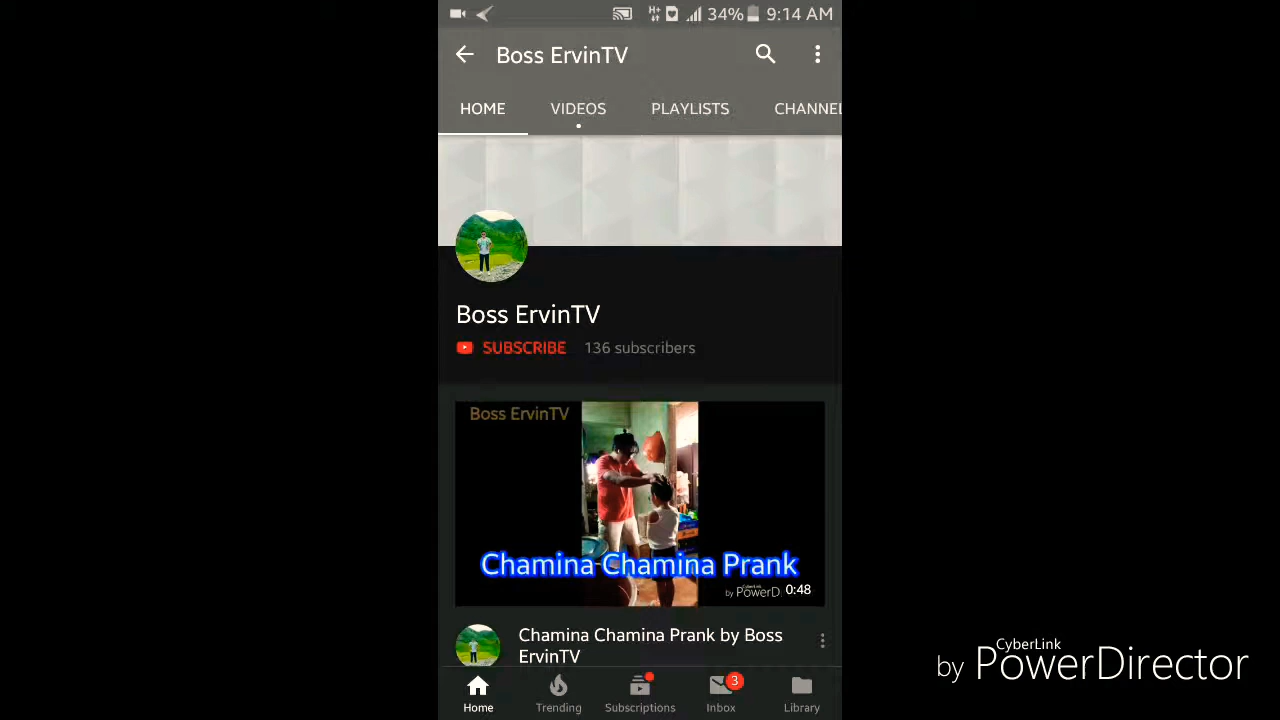 34% 9:14 AM
Boss ErvinTV
HOME VIDEOS PLAYLISTS CHANNEL
Boss ErvinTV
SUBSCRIBE 136 subscribers
Boss ErvinTV
Chamina Chamina Prank
CyberLink
by PowerD 0:48
Chamina Chamina Prank by Boss
ErvinTV
3
Home Trending Subscriptions Inbox Library
CyberLink
by PowerDirector